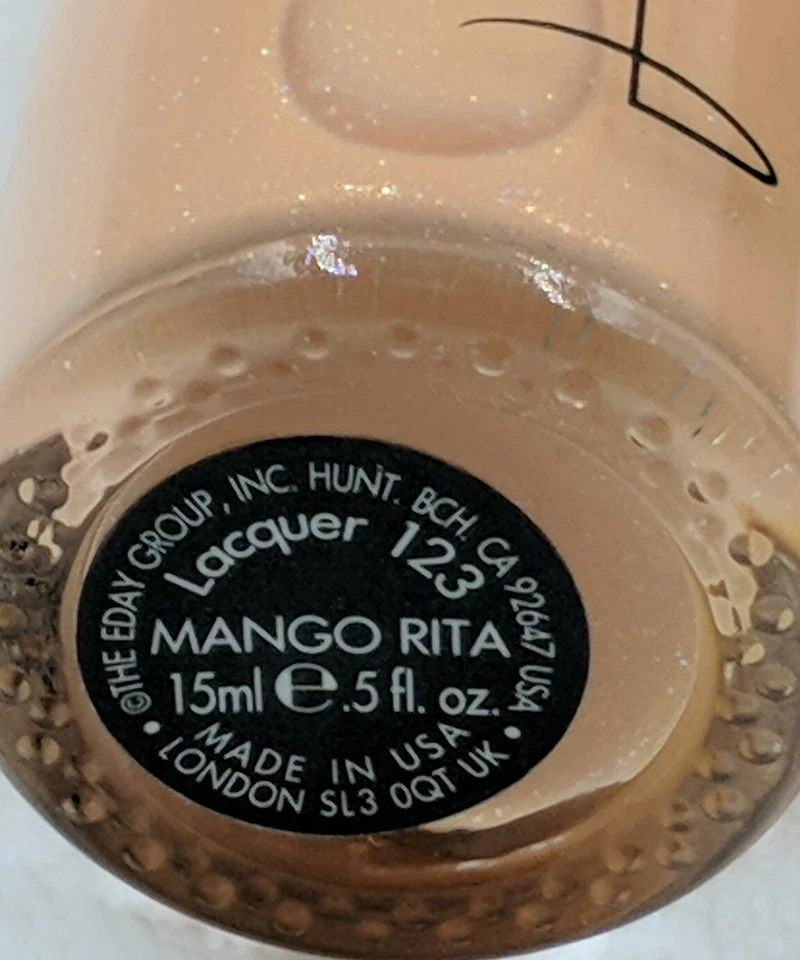 ©THE EDAY GROUP, INC. HUNT. BCH. CA 92647 USA
Lacquer 123
MANGO RITA
15ml e .5 fl. oz.
MADE IN USA
• LONDON SL3 0QT UK •